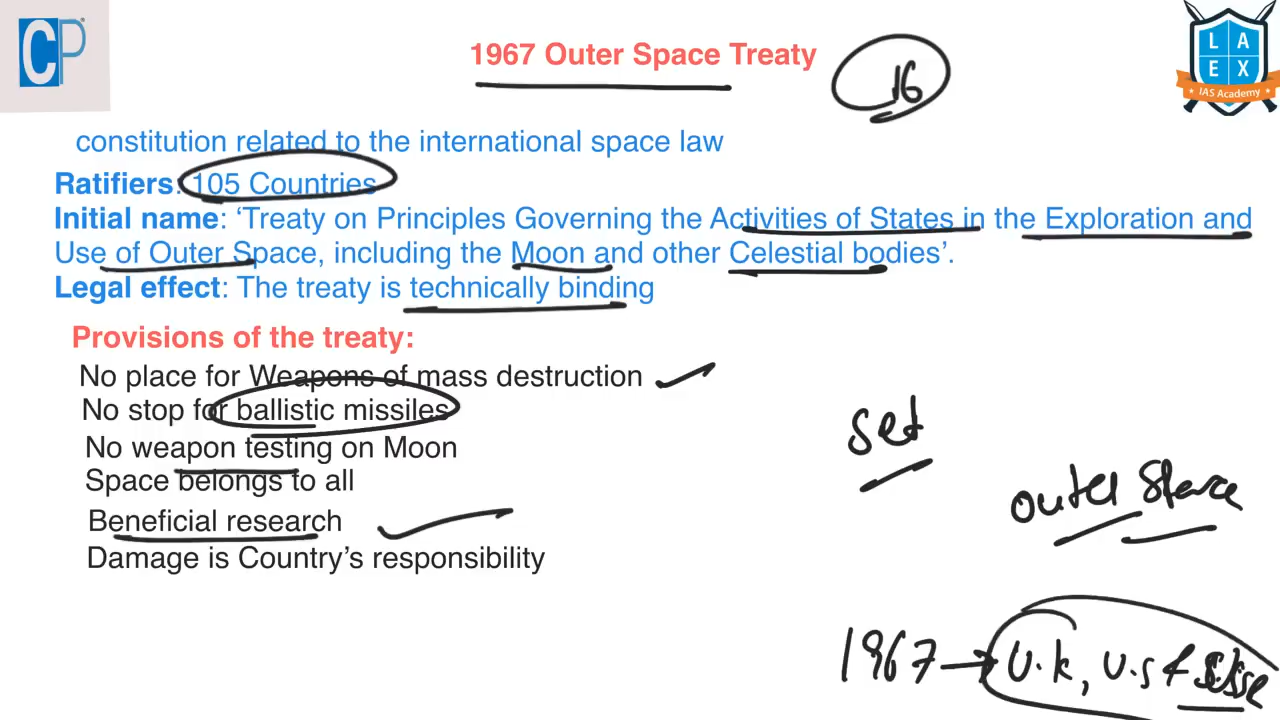 CP
1967 Outer Space Treaty
16
L A
E X
IAS Academy
constitution related to the international space law
Ratifiers: 105 Countries
Initial name: ‘Treaty on Principles Governing the Activities of States in the Exploration and
Use of Outer Space, including the Moon and other Celestial bodies’.
Legal effect: The treaty is technically binding
Provisions of the treaty:
No place for Weapons of mass destruction
No stop for ballistic missiles
No weapon testing on Moon
Space belongs to all
Beneficial research
Damage is Country’s responsibility
set
outer space
1967 → U.K, U.S &